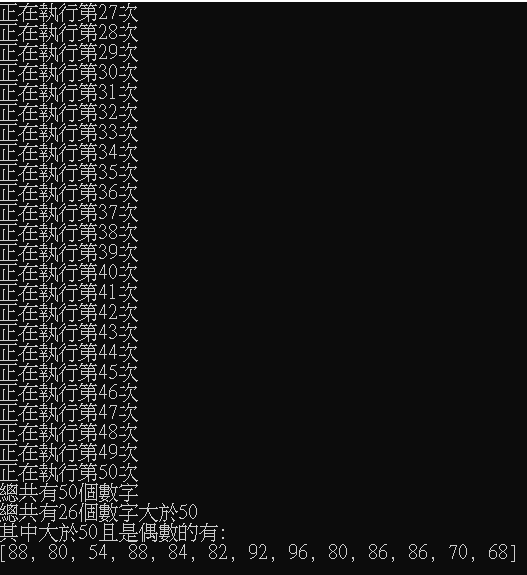 正在執行第27次
正在執行第28次
正在執行第29次
正在執行第30次
正在執行第31次
正在執行第32次
正在執行第33次
正在執行第34次
正在執行第35次
正在執行第36次
正在執行第37次
正在執行第38次
正在執行第39次
正在執行第40次
正在執行第41次
正在執行第42次
正在執行第43次
正在執行第44次
正在執行第45次
正在執行第46次
正在執行第47次
正在執行第48次
正在執行第49次
正在執行第50次
總共有50個數字
總共有26個數字大於50
其中大於50且是偶數的有:
[88, 80, 54, 88, 84, 82, 92, 96, 80, 86, 86, 70, 68]